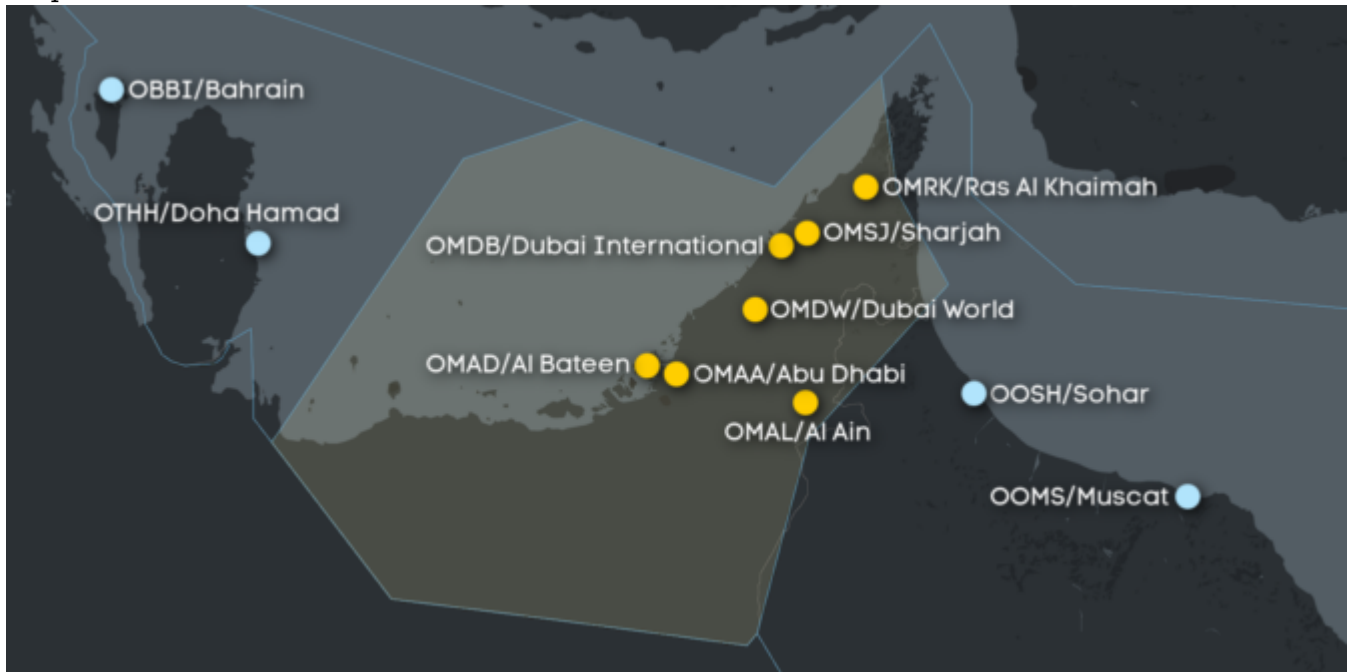 OBBI/Bahrain
OMRK/Ras Al Khaimah
OTHH/Doha Hamad
OMSJ/Sharjah
OMDB/Dubai International
OMDW/Dubai World
OMAD/Al Bateen
OMAA/Abu Dhabi
OOSH/Sohar
OMAL/Al Ain
OOMS/Muscat